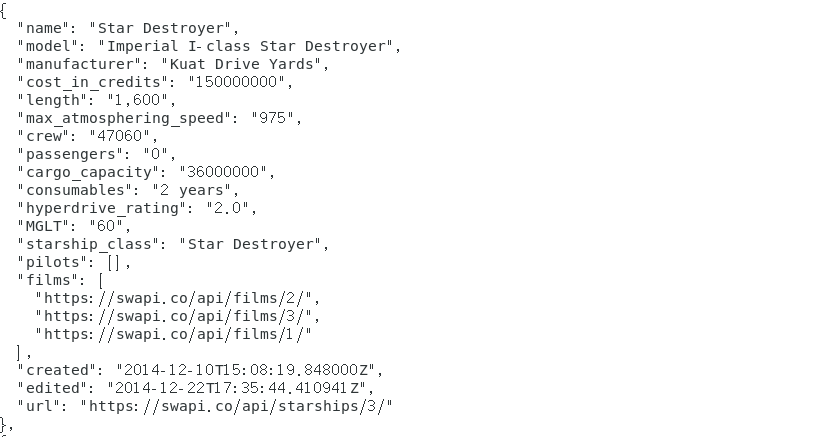 {
  "name": "Star Destroyer",
  "model": "Imperial I-class Star Destroyer",
  "manufacturer": "Kuat Drive Yards",
  "cost_in_credits": "150000000",
  "length": "1,600",
  "max_atmosphering_speed": "975",
  "crew": "47060",
  "passengers": "0",
  "cargo_capacity": "36000000",
  "consumables": "2 years",
  "hyperdrive_rating": "2.0",
  "MGLT": "60",
  "starship_class": "Star Destroyer",
  "pilots": [],
  "films": [
    "https://swapi.co/api/films/2/",
    "https://swapi.co/api/films/3/",
    "https://swapi.co/api/films/1/"
  ],
  "created": "2014-12-10T15:08:19.848000Z",
  "edited": "2014-12-22T17:35:44.410941Z",
  "url": "https://swapi.co/api/starships/3/"
},